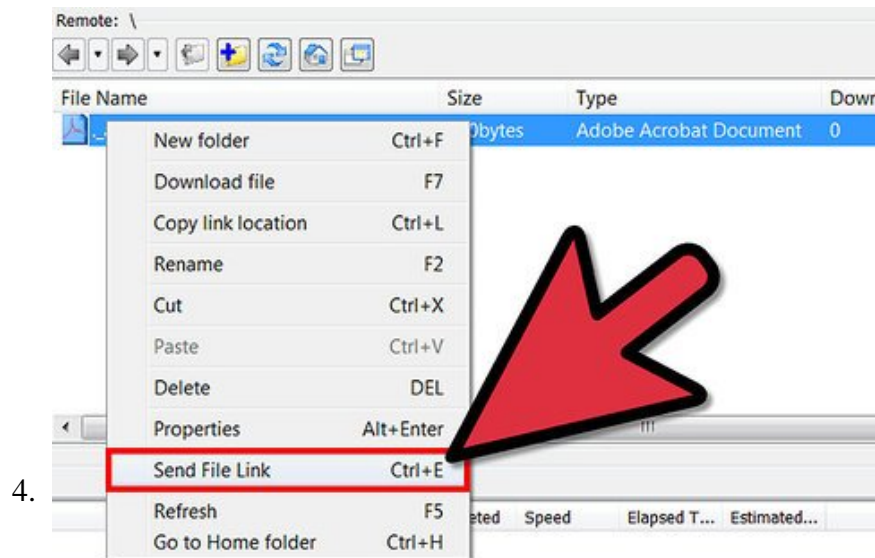 Remote: \
File Name Size Type Down
0bytes Adobe Acrobat Document 0
New folder Ctrl+F
Download file F7
Copy link location Ctrl+L
Rename F2
Cut Ctrl+X
Paste Ctrl+V
Delete DEL
Properties Alt+Enter
Send File Link Ctrl+E
4.
Refresh F5
eted Speed Elapsed T... Estimated...
Go to Home folder Ctrl+H